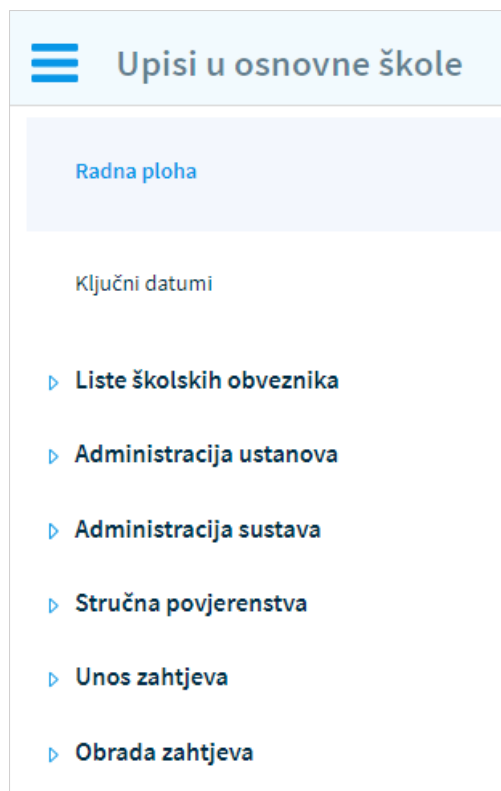 Upisi u osnovne škole
Radna ploha
Ključni datumi
Liste školskih obveznika
Administracija ustanova
Administracija sustava
Stručna povjerenstva
Unos zahtjeva
Obrada zahtjeva